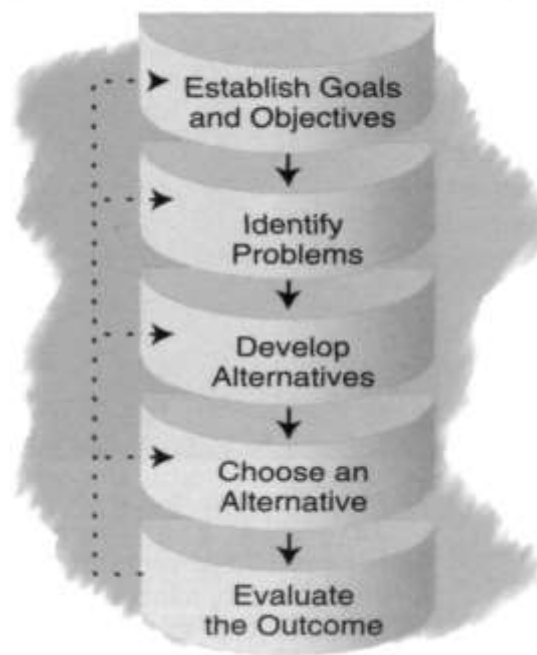 Establish Goals
and Objectives
Identify
Problems
Develop
Alternatives
Choose an
Alternative
Evaluate
the Outcome